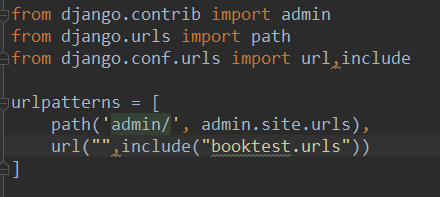 from django.contrib import admin
from django.urls import path
from django.conf.urls import url,include
urlpatterns = [
path('admin/', admin.site.urls),
url("",include("booktest.urls"))
]